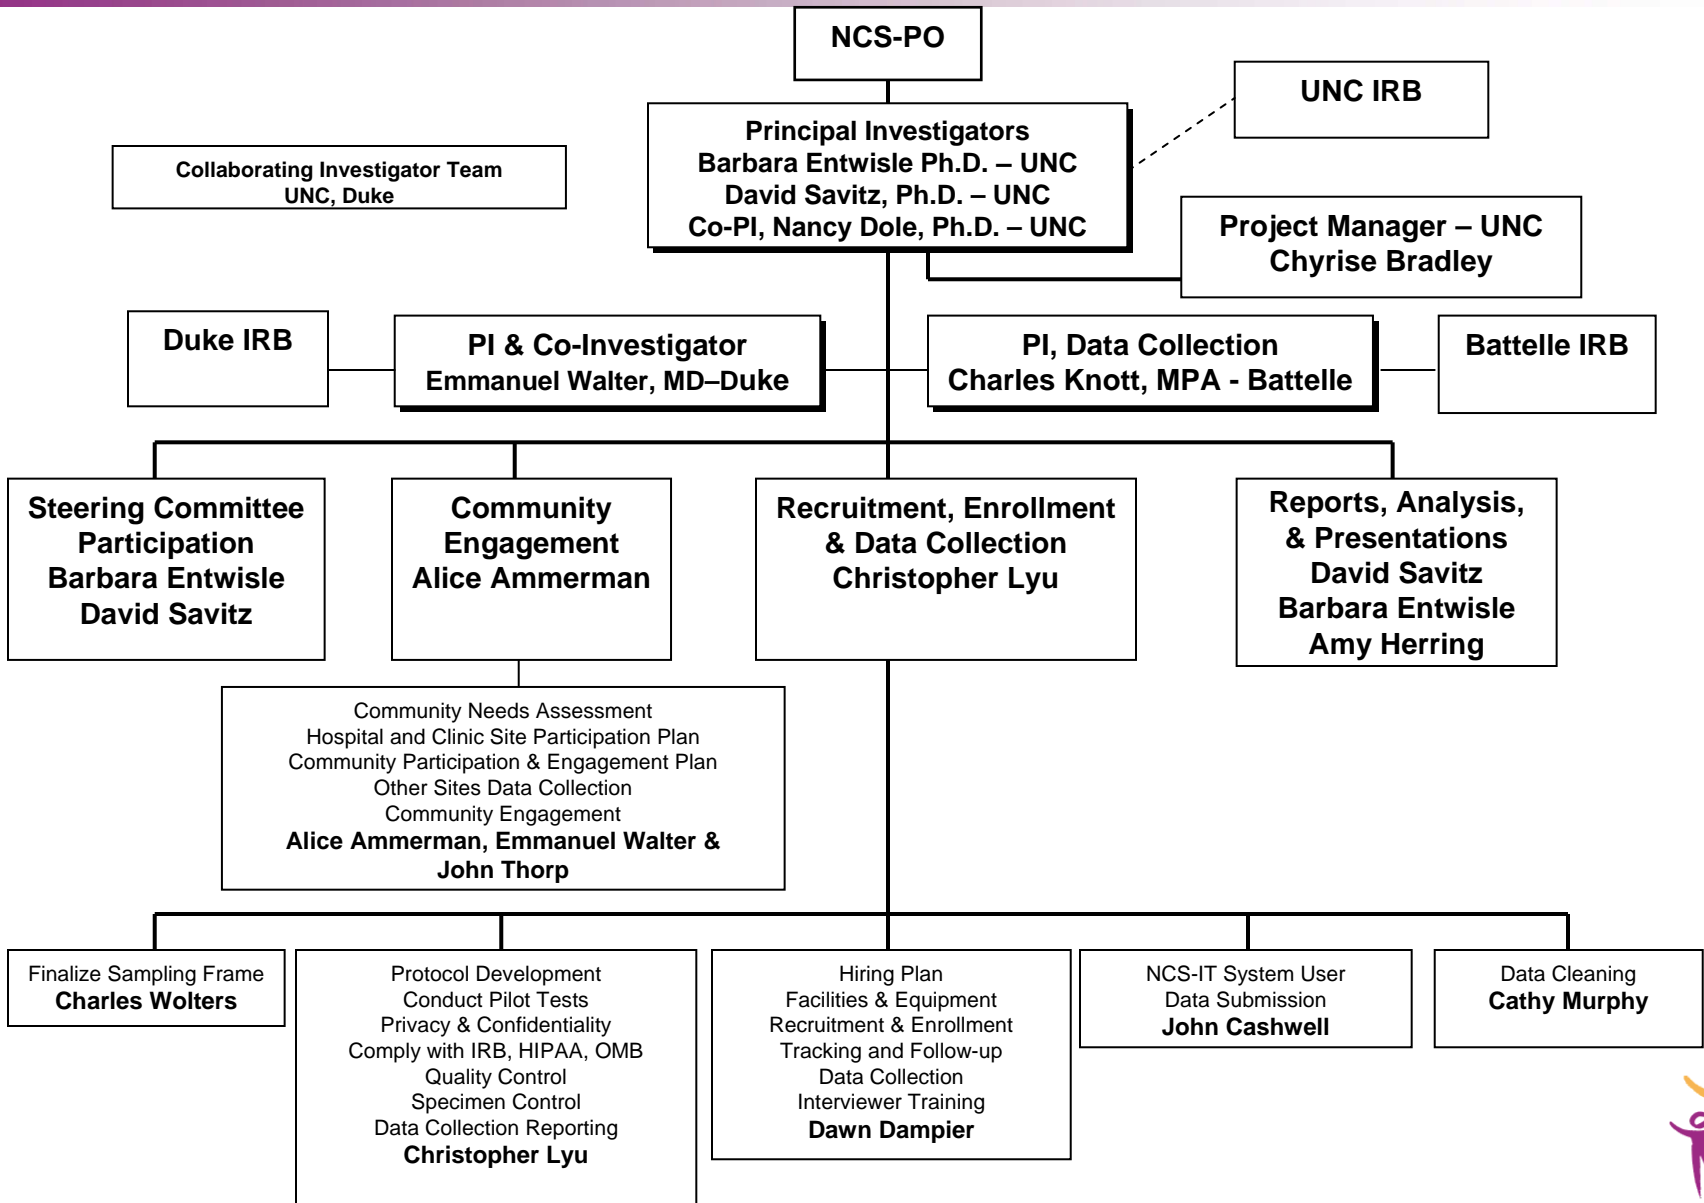 NCS-PO
UNC IRB
Principal Investigators
Barbara Entwisle Ph.D. – UNC
David Savitz, Ph.D. – UNC
Co-PI, Nancy Dole, Ph.D. – UNC
Collaborating Investigator Team
UNC, Duke
Project Manager – UNC
Chyrise Bradley
Duke IRB
PI & Co-Investigator
Emmanuel Walter, MD–Duke
PI, Data Collection
Charles Knott, MPA - Battelle
Battelle IRB
Steering Committee
Participation
Barbara Entwisle
David Savitz
Community
Engagement
Alice Ammerman
Recruitment, Enrollment
& Data Collection
Christopher Lyu
Reports, Analysis,
& Presentations
David Savitz
Barbara Entwisle
Amy Herring
Community Needs Assessment
Hospital and Clinic Site Participation Plan
Community Participation & Engagement Plan
Other Sites Data Collection
Community Engagement
Alice Ammerman, Emmanuel Walter &
John Thorp
Finalize Sampling Frame
Charles Wolters
Protocol Development
Conduct Pilot Tests
Privacy & Confidentiality
Comply with IRB, HIPAA, OMB
Quality Control
Specimen Control
Data Collection Reporting
Christopher Lyu
Hiring Plan
Facilities & Equipment
Recruitment & Enrollment
Tracking and Follow-up
Data Collection
Interviewer Training
Dawn Dampier
NCS-IT System User
Data Submission
John Cashwell
Data Cleaning
Cathy Murphy